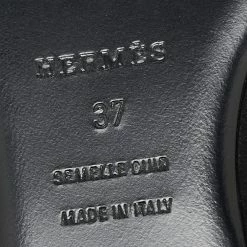 HERMÈS
37
SEMELLE CUIR
MADE IN ITALY